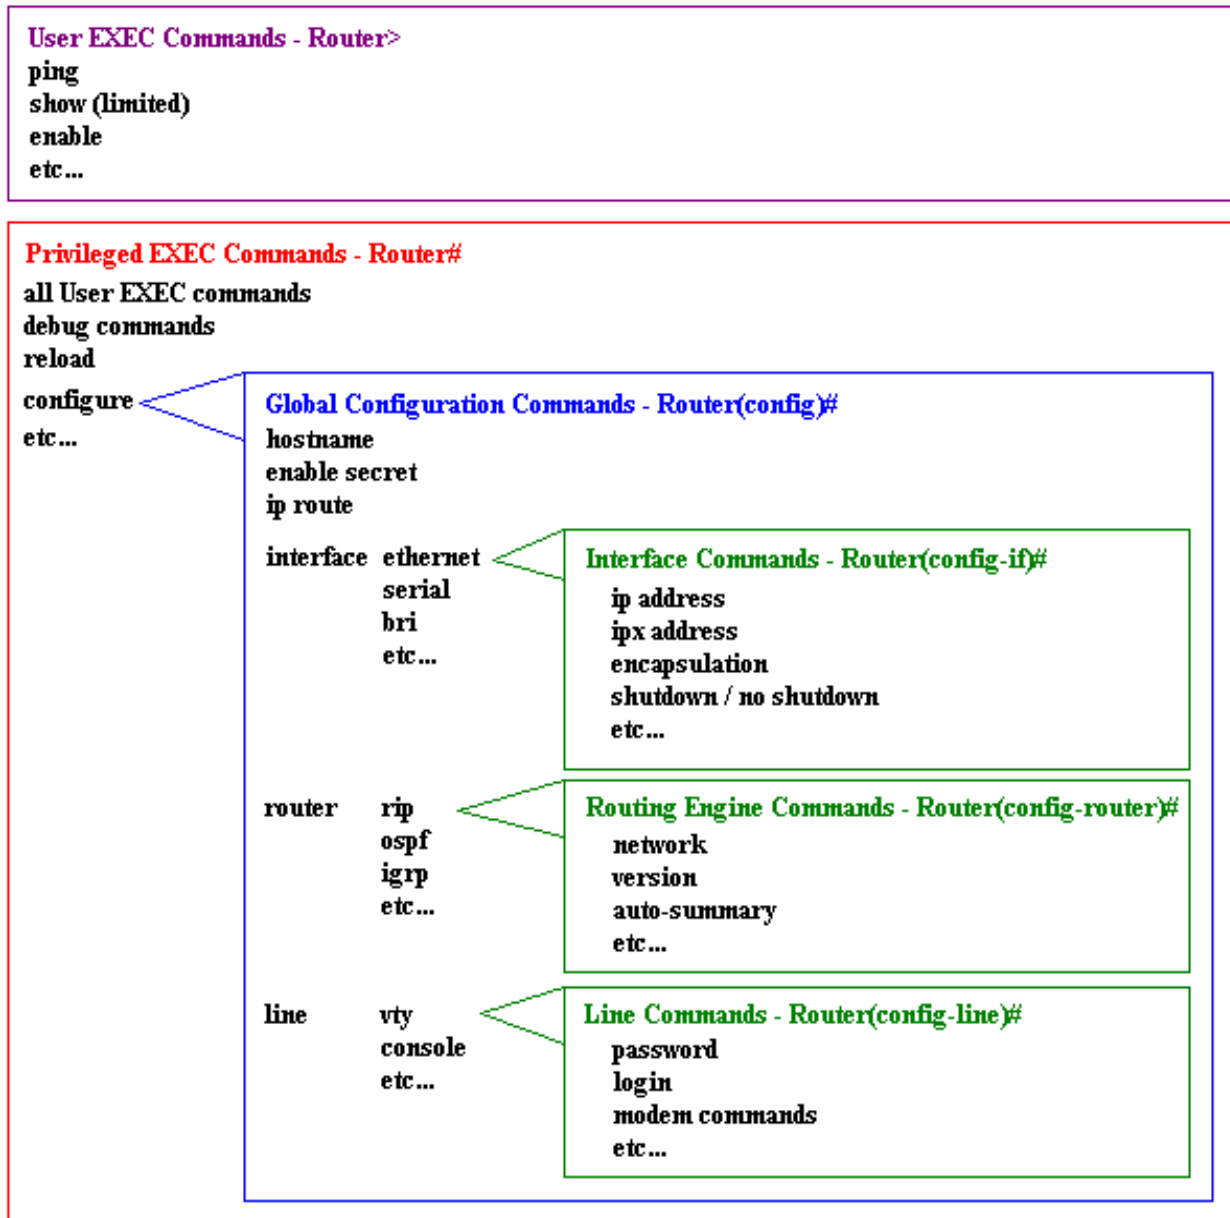 User EXEC Commands - Router>
ping
show (limited)
enable
etc...
Privileged EXEC Commands - Router#
all User EXEC commands
debug commands
reload
configure
etc...
Global Configuration Commands - Router(config)#
hostname
enable secret
ip route
interface ethernet
serial
bri
etc...
Interface Commands - Router(config-if)#
ip address
ipx address
encapsulation
shutdown / no shutdown
etc...
router rip
ospf
igrp
etc...
Routing Engine Commands - Router(config-router)#
network
version
auto-summary
etc...
line vty
console
etc...
Line Commands - Router(config-line)#
password
login
modem commands
etc...